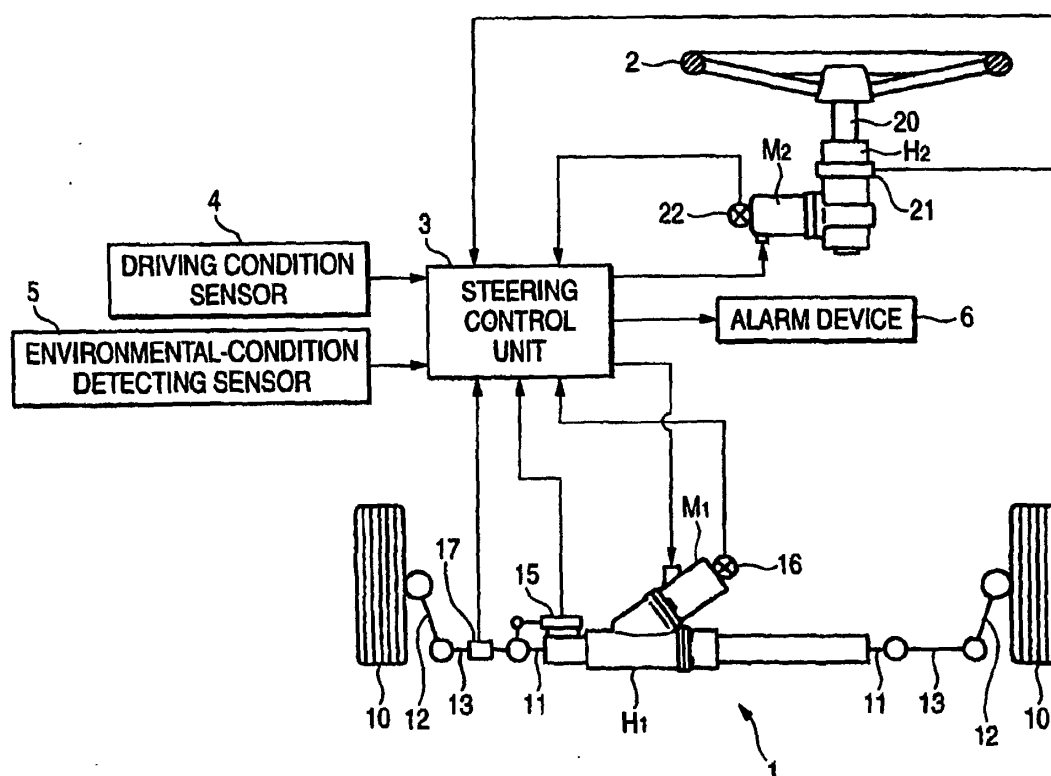 2
20
M2
H2
22
21
4
3
DRIVING CONDITION
SENSOR
STEERING
CONTROL
UNIT
5
ENVIRONMENTAL-CONDITION
DETECTING SENSOR
ALARM DEVICE
6
M1
17
15
16
10
12
13
11
H1
11
13
12
10
1